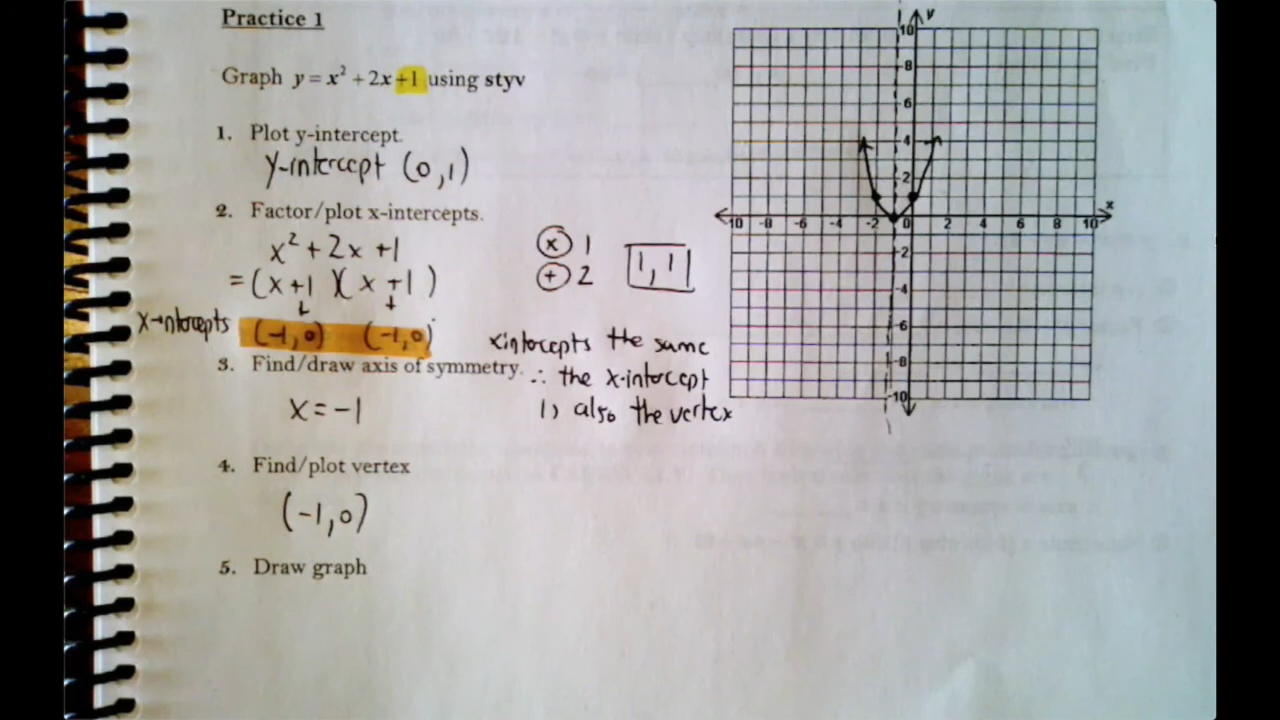 Practice 1
Graph y = x² + 2x +1 using styv
1. Plot y-intercept.
y-intercept (0,1)
2. Factor/plot x-intercepts.
x² + 2x +1
= (x +1)(x +1)
x-intercepts (-1,0) (-1,0)
(x) 1
(+) 2
1, 1
xintercepts the same
∴ the x-intercept
is also the vertex
3. Find/draw axis of symmetry.
x = -1
4. Find/plot vertex
(-1,0)
5. Draw graph
y
10
8
6
4
2
-10 -8 -6 -4 -2 0 2 4 6 8 10 x
-2
-4
-6
-8
-10